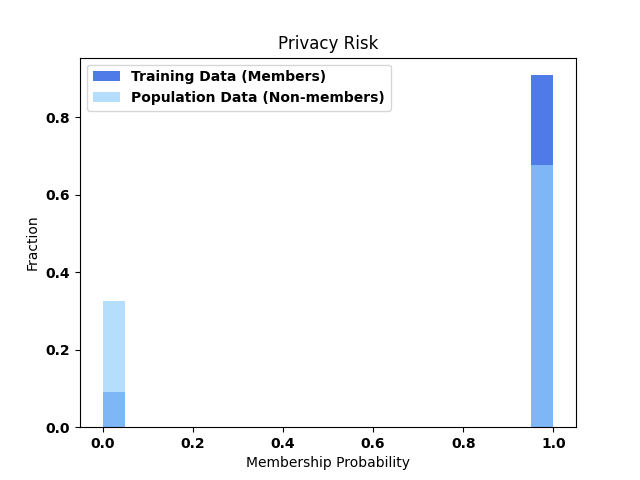 Privacy Risk
Training Data (Members)
Population Data (Non-members)
Fraction
0.8
0.6
0.4
0.2
0.0
0.0 0.2 0.4 0.6 0.8 1.0
Membership Probability